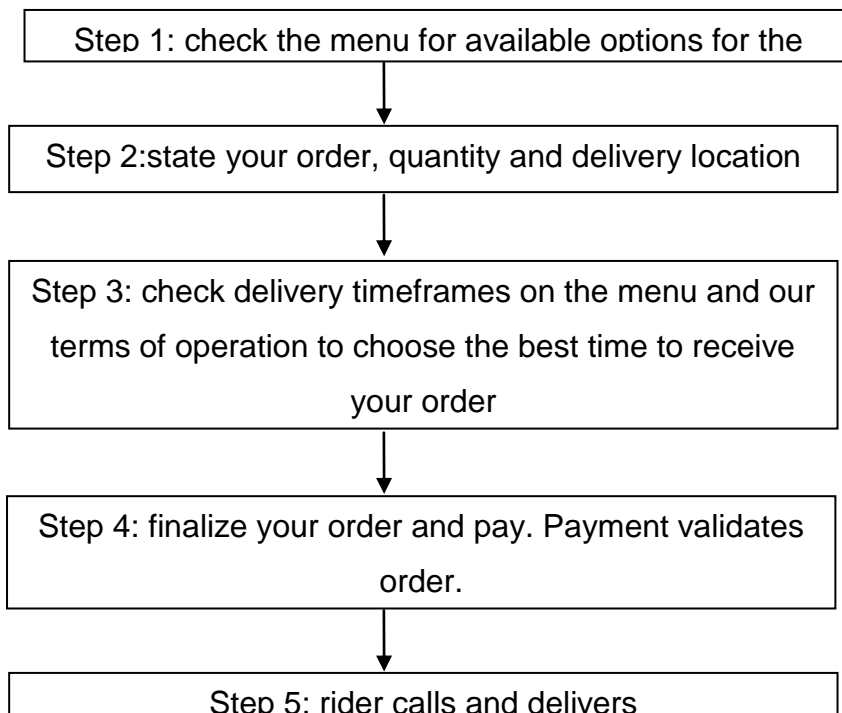 Step 1: check the menu for available options for the
Step 2:state your order, quantity and delivery location
Step 3: check delivery timeframes on the menu and our
terms of operation to choose the best time to receive
your order
Step 4: finalize your order and pay. Payment validates
order.
Step 5: rider calls and delivers